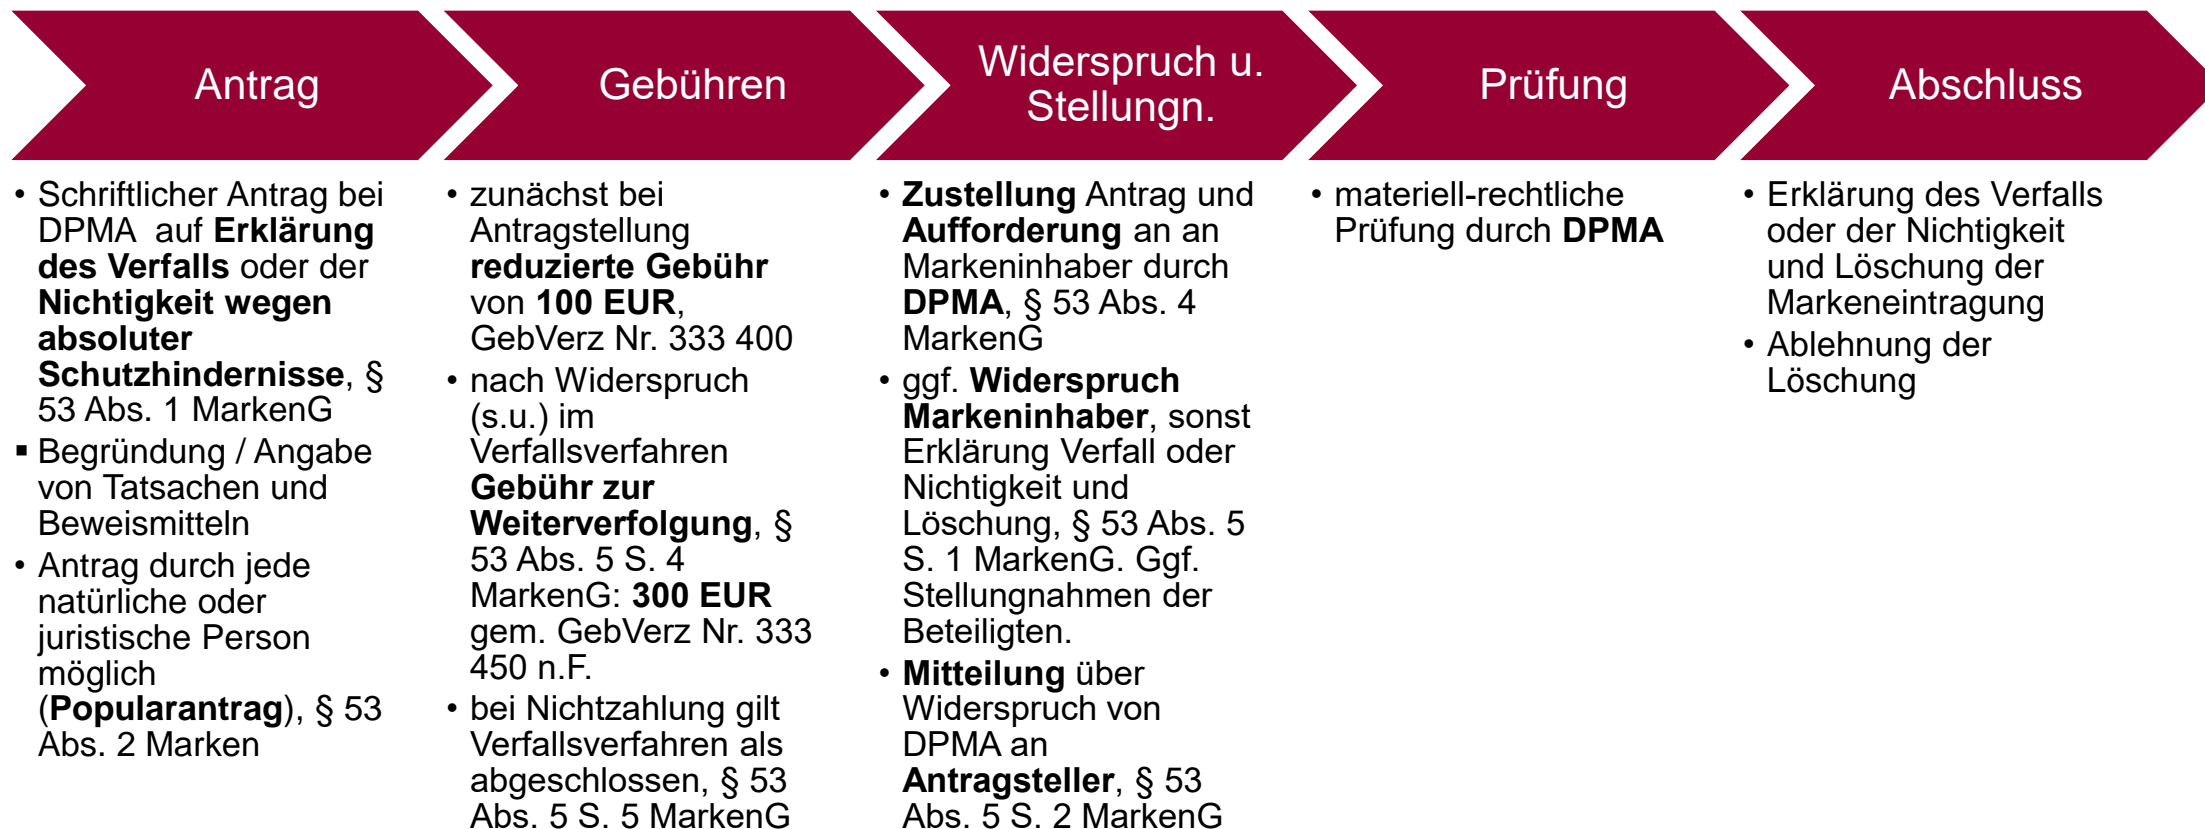 Antrag
• Schriftlicher Antrag bei
DPMA auf Erklärung
des Verfalls oder der
Nichtigkeit wegen
absoluter
Schutzhindernisse, §
53 Abs. 1 MarkenG
▪ Begründung / Angabe
von Tatsachen und
Beweismitteln
• Antrag durch jede
natürliche oder
juristische Person
möglich
(Popularantrag), § 53
Abs. 2 Marken
Gebühren
• zunächst bei
Antragstellung
reduzierte Gebühr
von 100 EUR,
GebVerz Nr. 333 400
• nach Widerspruch
(s.u.) im
Verfallsverfahren
Gebühr zur
Weiterverfolgung, §
53 Abs. 5 S. 4
MarkenG: 300 EUR
gem. GebVerz Nr. 333
450 n.F.
• bei Nichtzahlung gilt
Verfallsverfahren als
abgeschlossen, § 53
Abs. 5 S. 5 MarkenG
Widerspruch u.
Stellungn.
• Zustellung Antrag und
Aufforderung an an
Markeninhaber durch
DPMA, § 53 Abs. 4
MarkenG
• ggf. Widerspruch
Markeninhaber, sonst
Erklärung Verfall oder
Nichtigkeit und
Löschung, § 53 Abs. 5
S. 1 MarkenG. Ggf.
Stellungnahmen der
Beteiligten.
• Mitteilung über
Widerspruch von
DPMA an
Antragsteller, § 53
Abs. 5 S. 2 MarkenG
Prüfung
• materiell-rechtliche
Prüfung durch DPMA
Abschluss
• Erklärung des Verfalls
oder der Nichtigkeit
und Löschung der
Markeneintragung
• Ablehnung der
Löschung